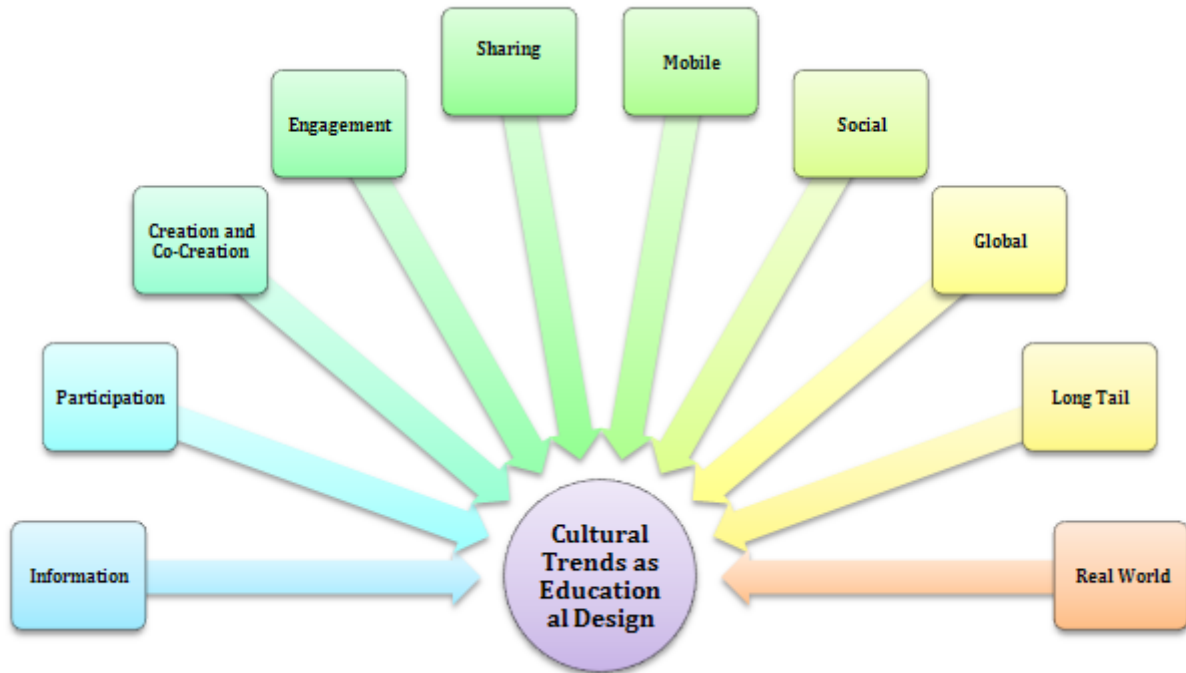 Information
Participation
Creation and
Co-Creation
Engagement
Sharing
Mobile
Social
Global
Long Tail
Real World
Cultural
Trends as
Education
al Design